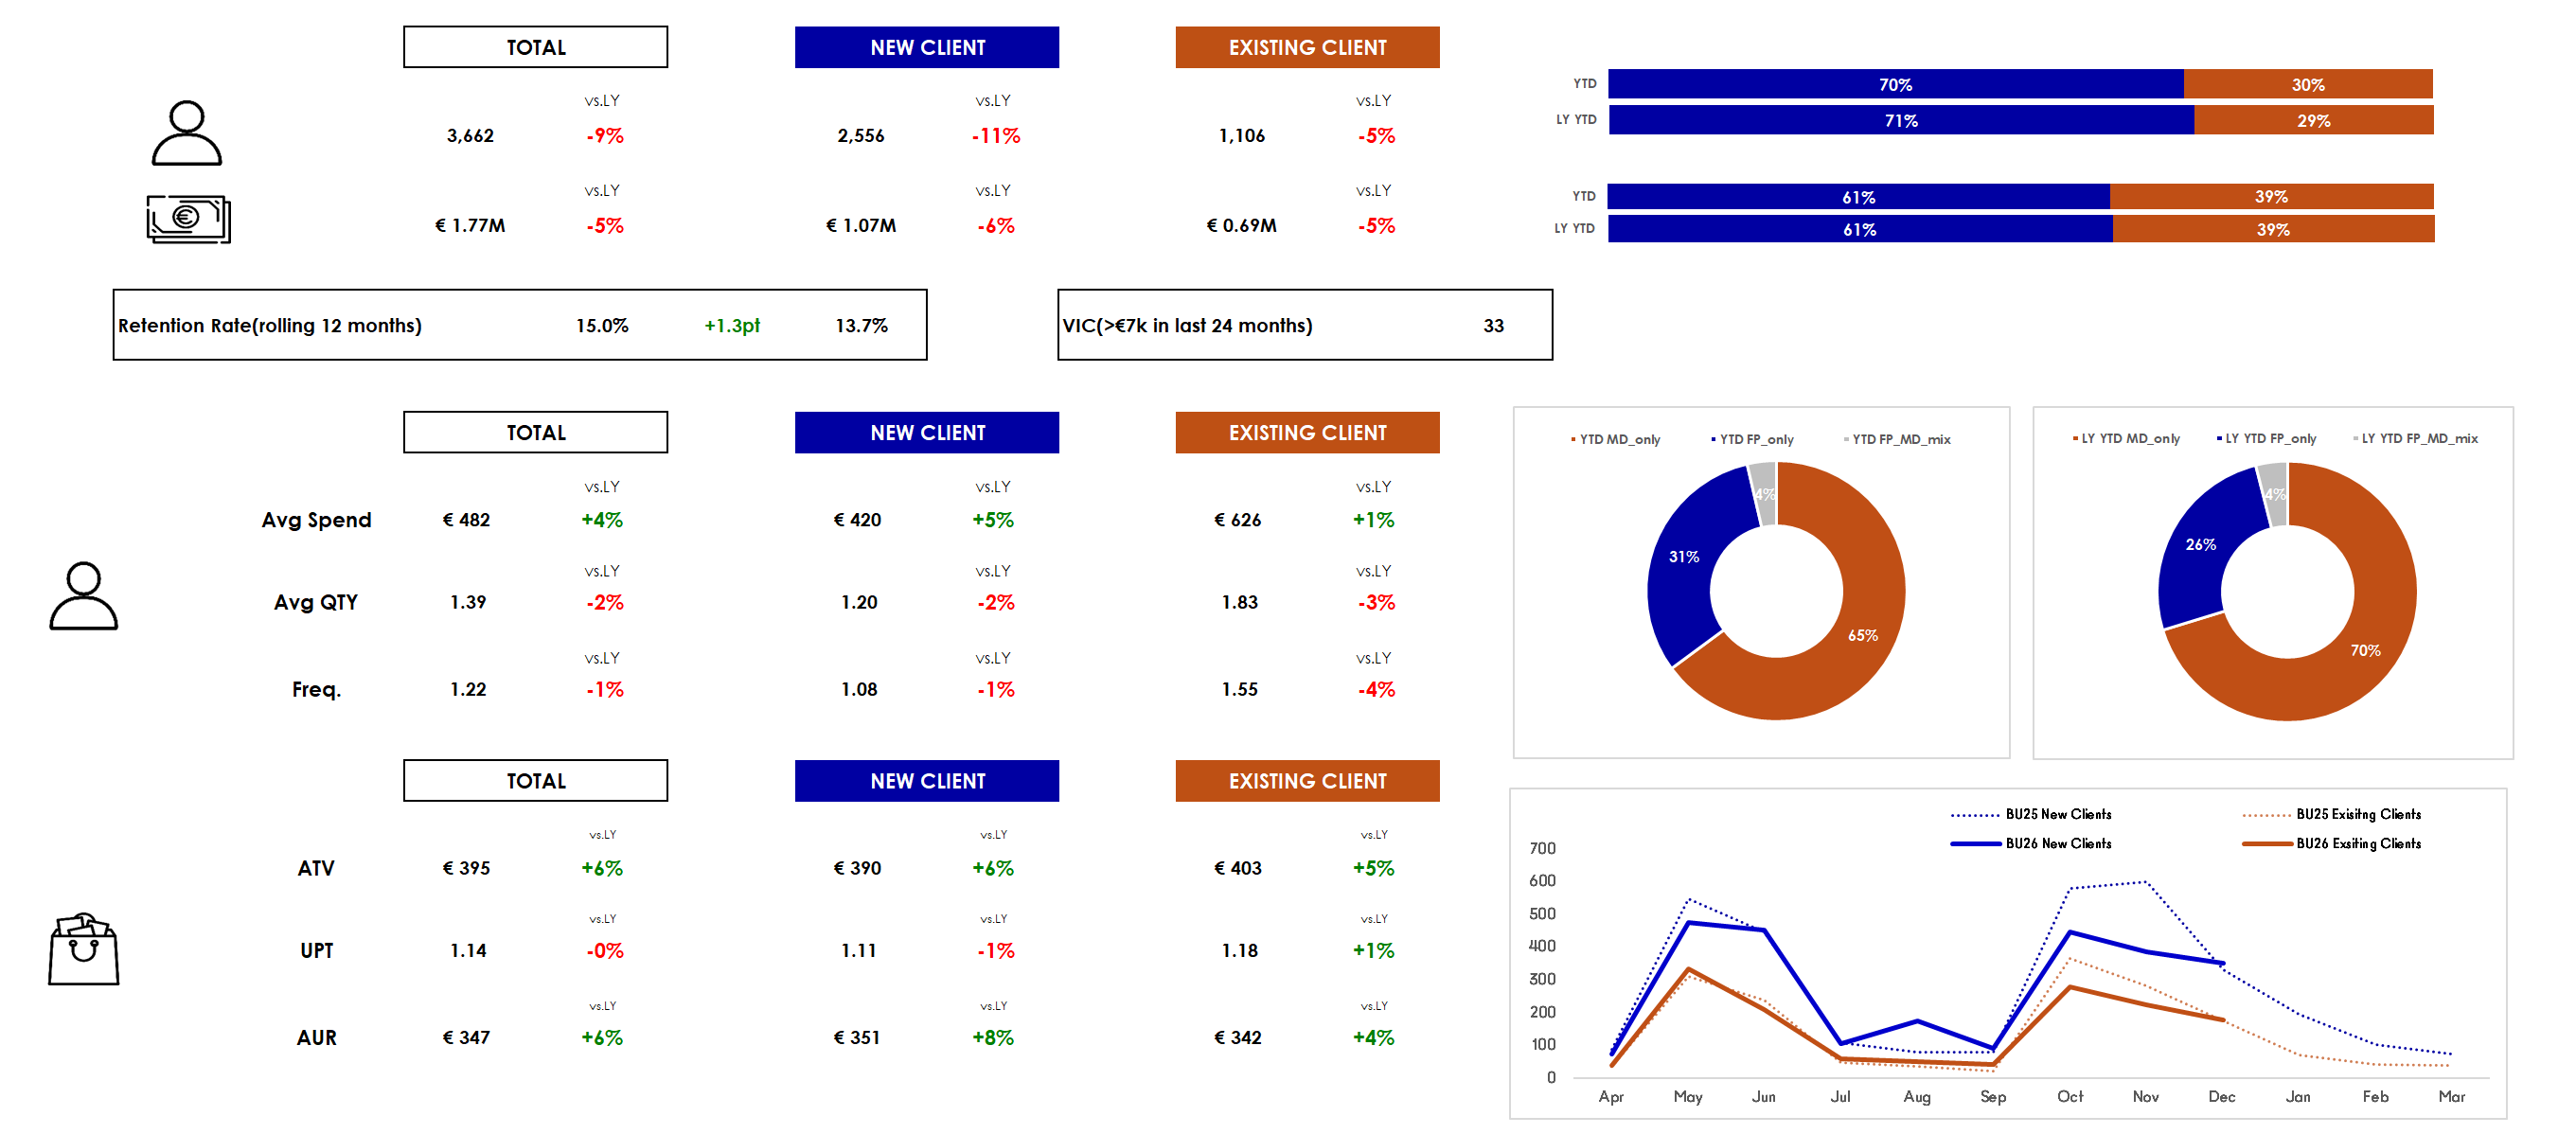 TOTAL NEW CLIENT EXISTING CLIENT
vs.LY vs.LY vs.LY
3,662 -9% 2,556 -11% 1,106 -5%
vs.LY vs.LY vs.LY
€ 1.77M -5% € 1.07M -6% € 0.69M -5%
YTD 70% 30%
LY YTD 71% 29%
YTD 61% 39%
LY YTD 61% 39%
Retention Rate(rolling 12 months) 15.0% +1.3pt 13.7%
VIC(>€7k in last 24 months) 33
TOTAL NEW CLIENT EXISTING CLIENT
vs.LY vs.LY vs.LY
Avg Spend € 482 +4% € 420 +5% € 626 +1%
vs.LY vs.LY vs.LY
Avg QTY 1.39 -2% 1.20 -2% 1.83 -3%
vs.LY vs.LY vs.LY
Freq. 1.22 -1% 1.08 -1% 1.55 -4%
YTD MD_only YTD FP_only YTD FP_MD_mix
4%
31%
65%
LY YTD MD_only LY YTD FP_only LY YTD FP_MD_mix
4%
26%
70%
TOTAL NEW CLIENT EXISTING CLIENT
vs.LY vs.LY vs.LY
ATV € 395 +6% € 390 +6% € 403 +5%
vs.LY vs.LY vs.LY
UPT 1.14 -0% 1.11 -1% 1.18 +1%
vs.LY vs.LY vs.LY
AUR € 347 +6% € 351 +8% € 342 +4%
BU25 New Clients BU25 Exisitng Clients
BU26 New Clients BU26 Exsiting Clients
700
600
500
400
300
200
100
0
Apr May Jun Jul Aug Sep Oct Nov Dec Jan Feb Mar